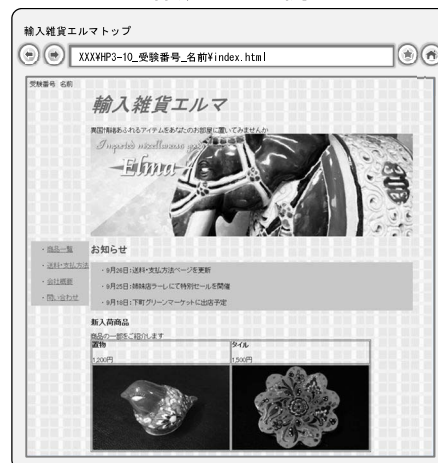 輸入雑貨エルマトップ
XXX¥HP3-10_受験番号_名前¥index.html
受験番号 名前
輸入雑貨エルマ
異国情緒あふれるアイテムをあなたのお部屋に置いてみませんか
Imported miscellaneous goods
Elma
・商品一覧
・送料・支払方法
・会社概要
・問い合わせ
お知らせ
・9月26日:送料・支払方法ページを更新
・9月25日:姉妹店ラーレにて特別セールを開催
・9月18日:下町グリーンマーケットに出店予定
新入荷商品
商品の一部をご紹介します
置物 タイル
1,200円 1,500円